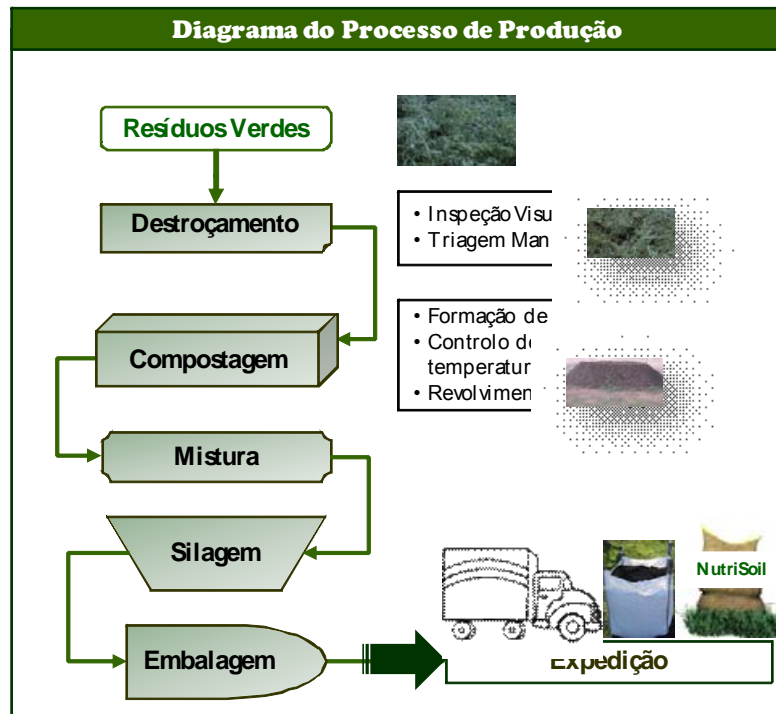 Diagrama do Processo de Produção
Resíduos Verdes
Destroçamento
• Inspeção Visu
• Triagem Man
Compostagem
• Formação de
• Controlo d
temperatur
• Revolvimen
Mistura
Silagem
NutriSoil
Embalagem
Expedição